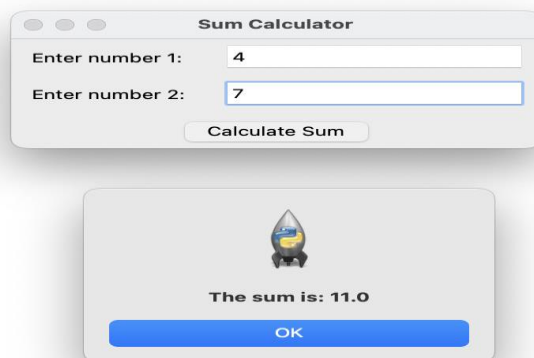 Sum Calculator
Enter number 1: 4
Enter number 2: 7
Calculate Sum
The sum is: 11.0
OK